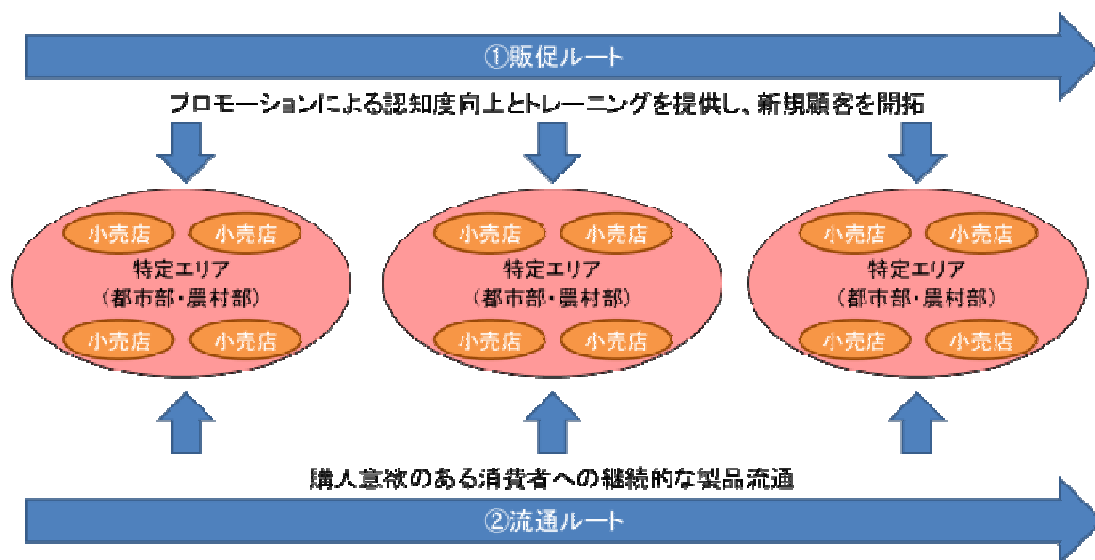 ①販促ルート
プロモーションによる認知度向上とトレーニングを提供し、新規顧客を開拓
小売店 小売店
特定エリア
(都市部・農村部)
小売店 小売店
小売店 小売店
特定エリア
(都市部・農村部)
小売店 小売店
小売店 小売店
特定エリア
(都市部・農村部)
小売店 小売店
購入意欲のある消費者への継続的な製品流通
②流通ルート